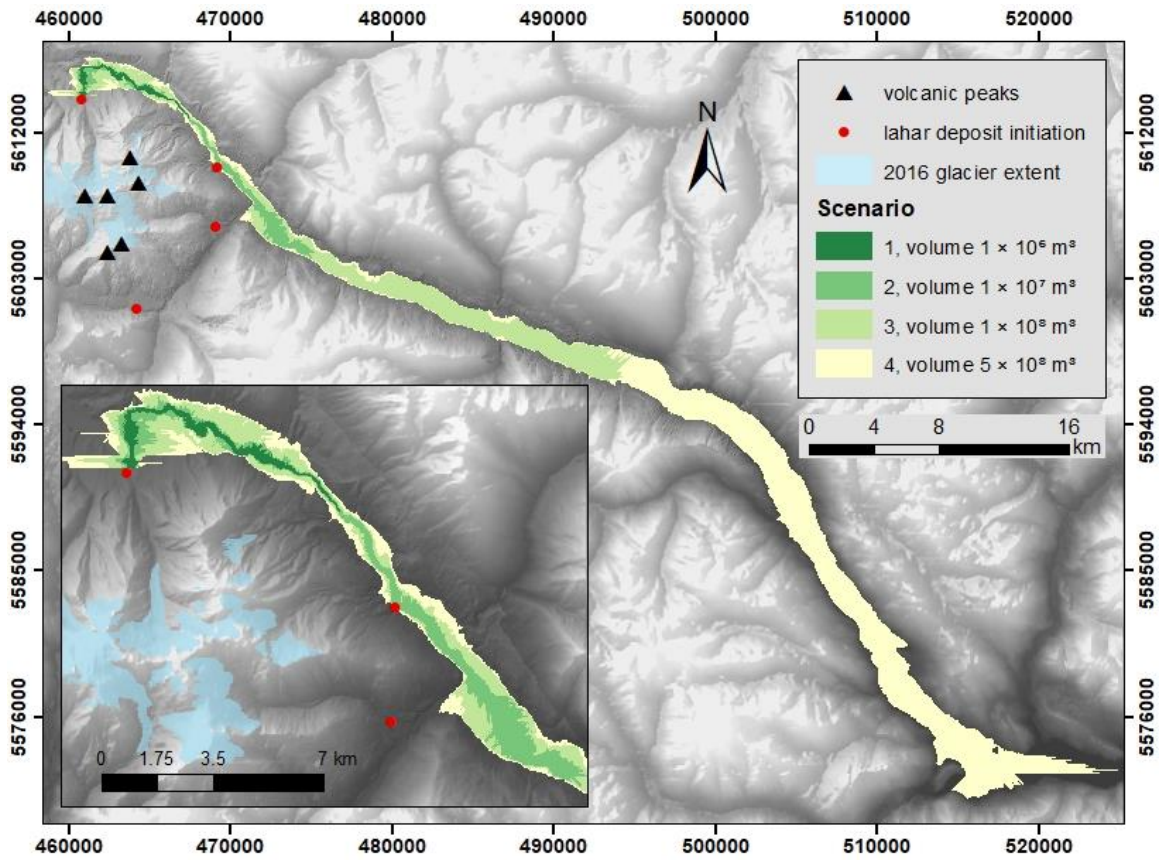 460000 470000 480000 490000 500000 510000 520000
5612000
5603000
5594000
5585000
5576000
N
volcanic peaks
lahar deposit initiation
2016 glacier extent
Scenario
1, volume 1 × 10⁶ m³
2, volume 1 × 10⁷ m³
3, volume 1 × 10⁸ m³
4, volume 5 × 10⁸ m³
0 4 8 16
km
5612000
5603000
5594000
5585000
5576000
0 1.75 3.5 7 km
460000 470000 480000 490000 500000 510000 520000